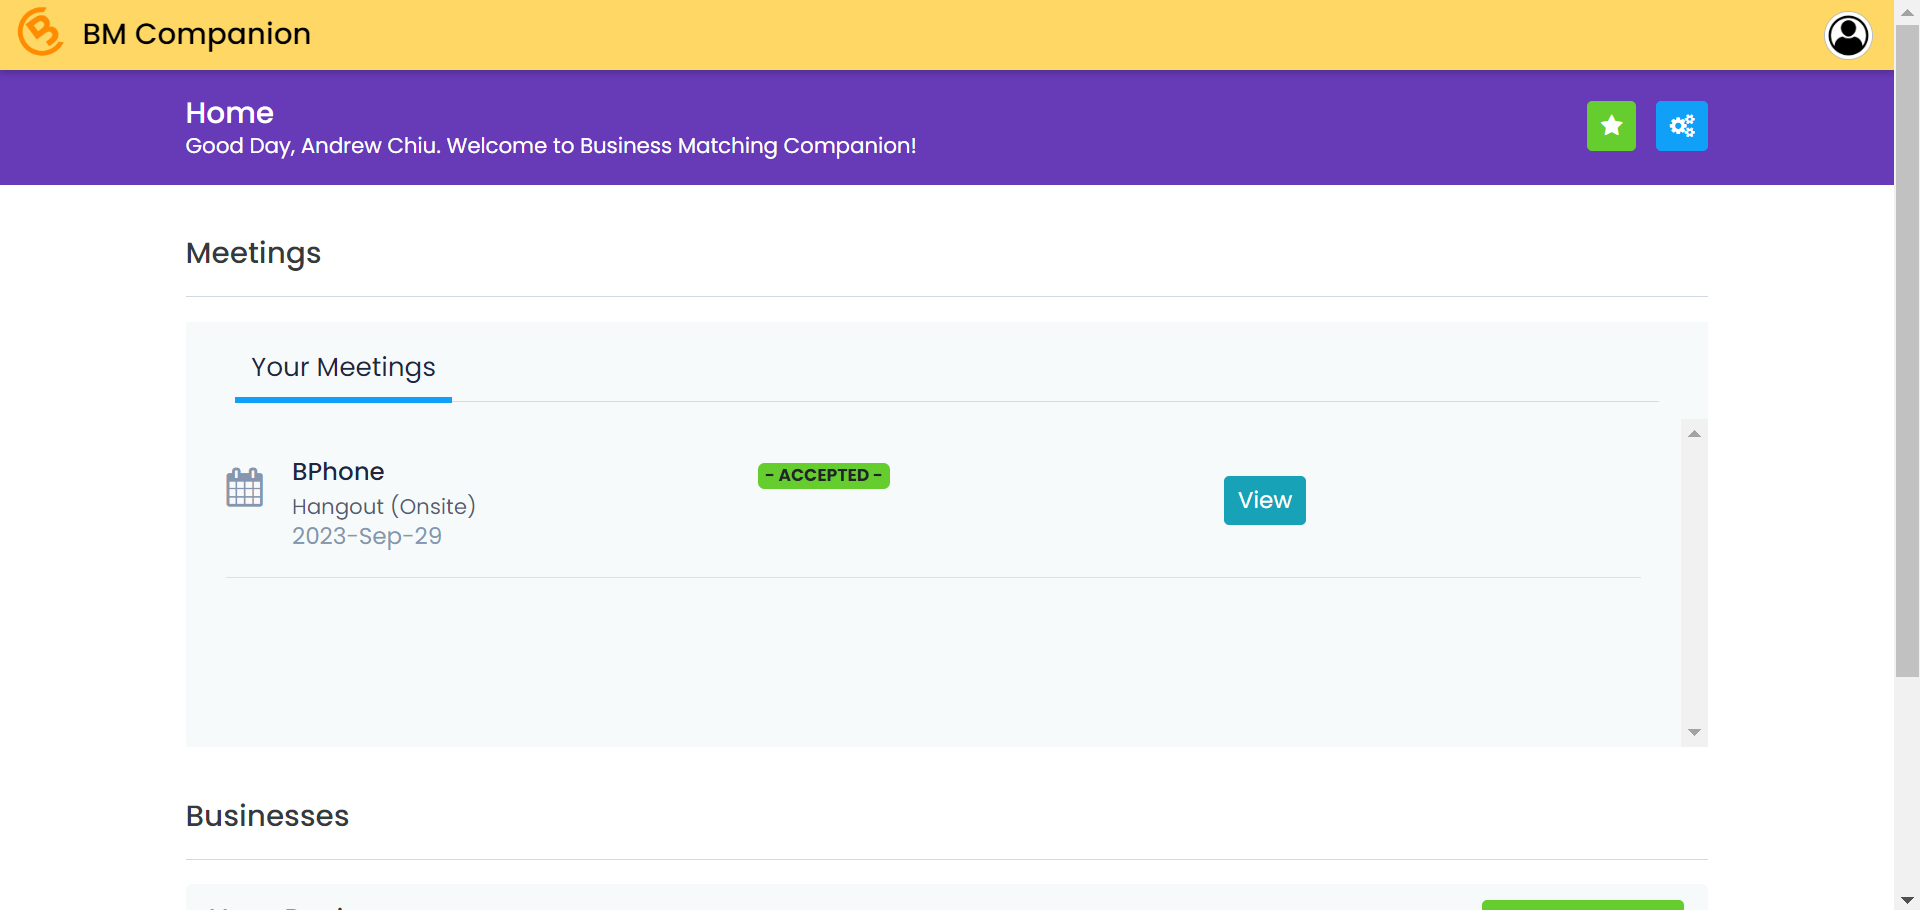 BM Companion
Home
Good Day, Andrew Chiu. Welcome to Business Matching Companion!
Meetings
Your Meetings
BPhone
- ACCEPTED -
View
Hangout (Onsite)
2023-Sep-29
Businesses